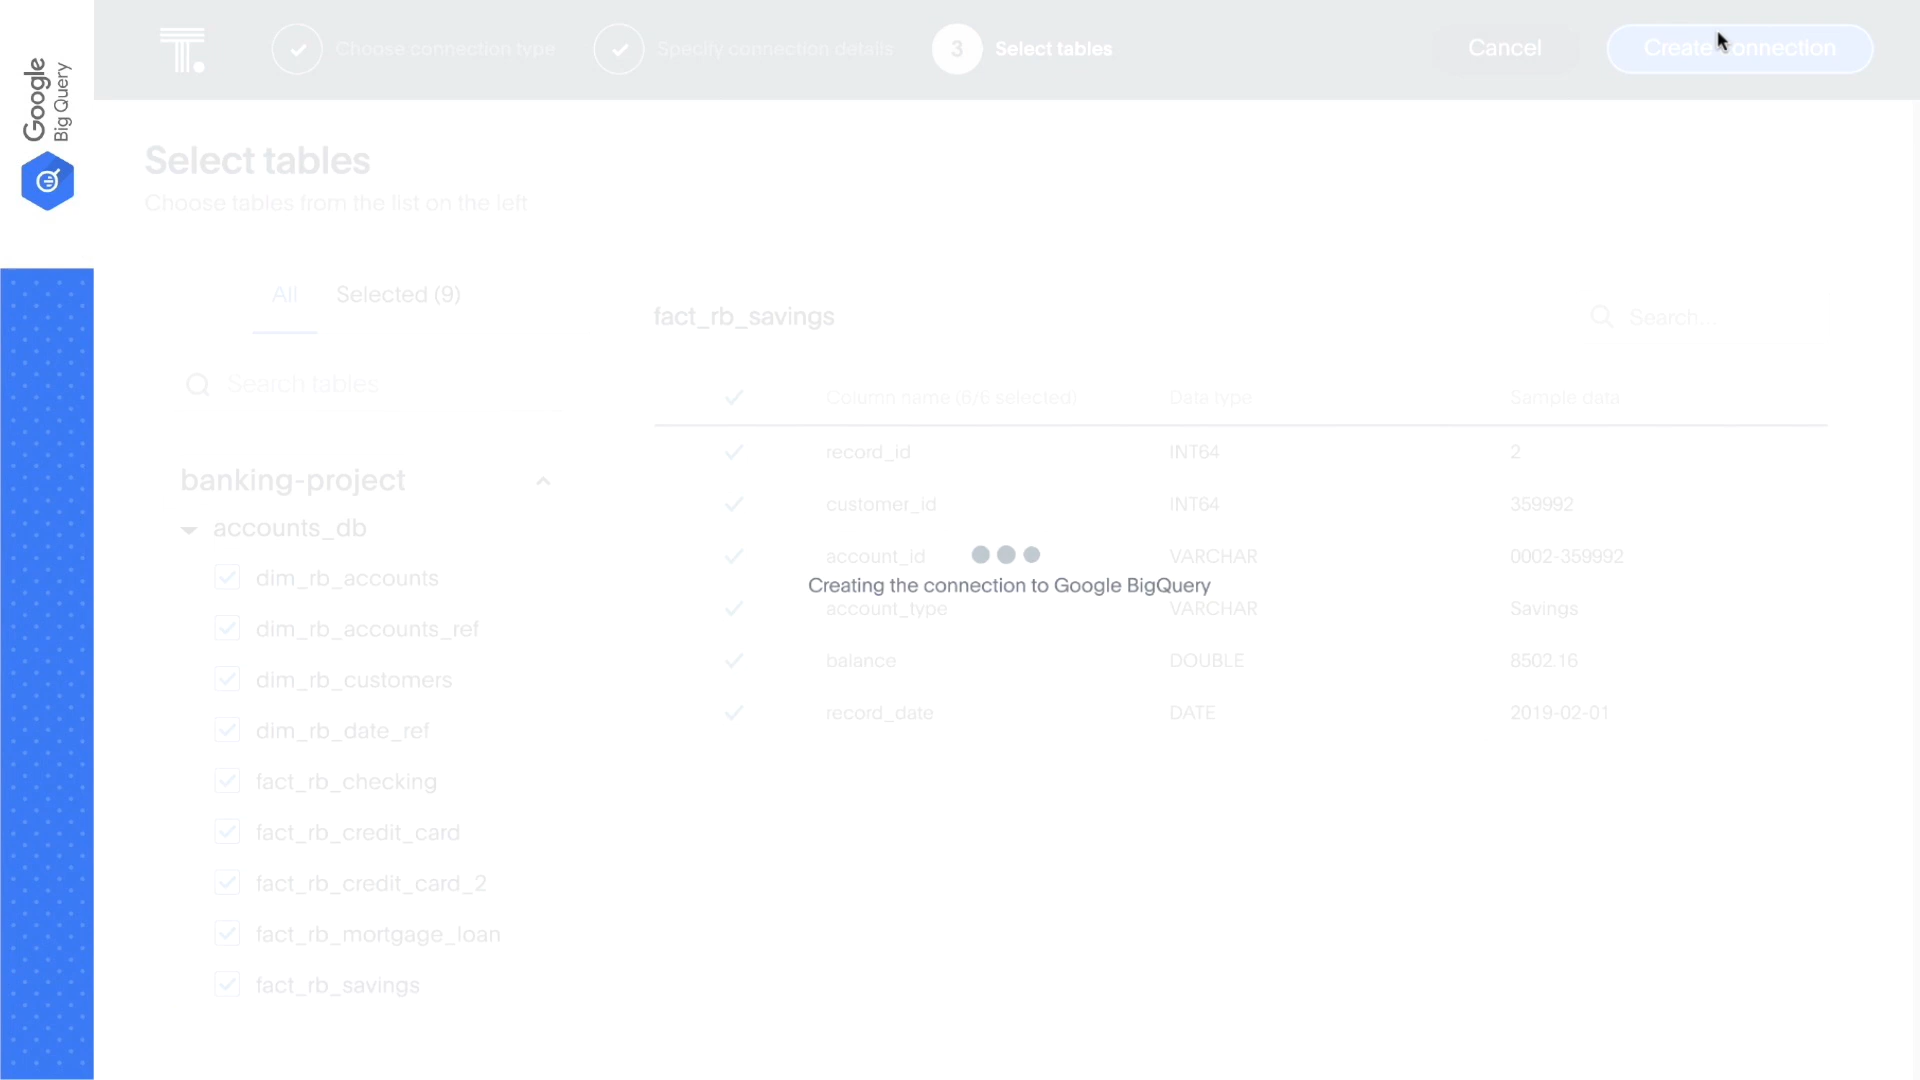 Google
Big Query
T.
Choose connection type
Specify connection details
3
Select tables
Cancel
Create connection
Select tables
Choose tables from the list on the left
All
Selected (9)
Search tables
banking-project
accounts_db
dim_rb_accounts
dim_rb_accounts_ref
dim_rb_customers
dim_rb_date_ref
fact_rb_checking
fact_rb_credit_card
fact_rb_credit_card_2
fact_rb_mortgage_loan
fact_rb_savings
fact_rb_savings
Search...
Column name (6/6 selected) Data type Sample data
record_id INT64 2
customer_id INT64 359992
account_id VARCHAR 0002-359992
Creating the connection to Google BigQuery
account_type VARCHAR Savings
balance DOUBLE 8502.16
record_date DATE 2019-02-01